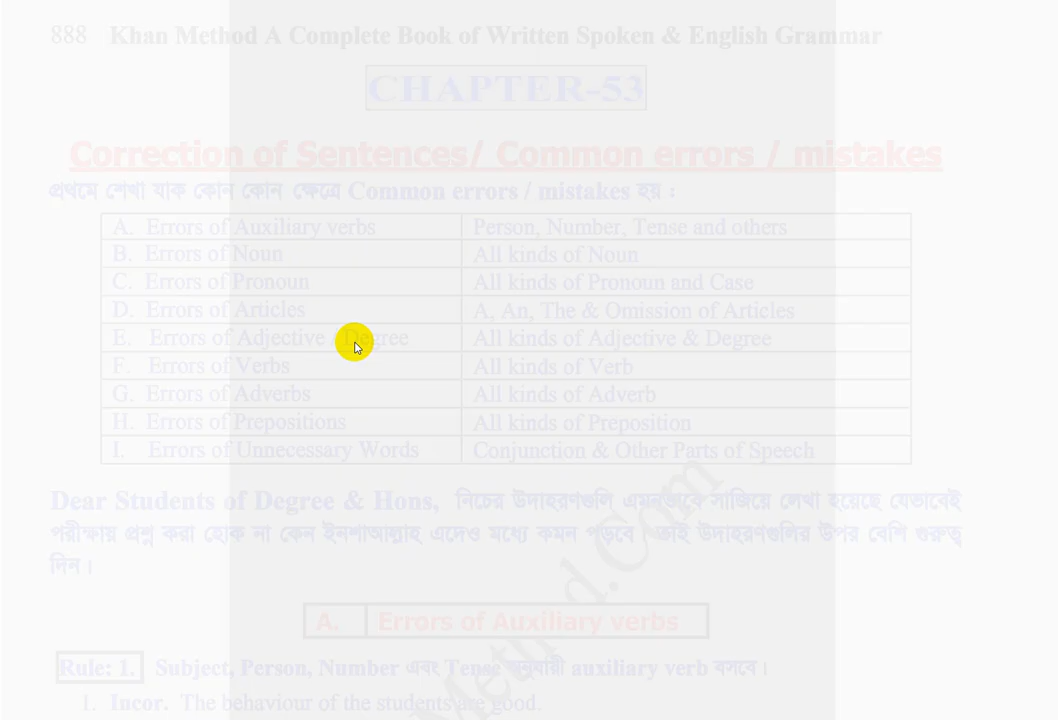 888 Khan Method A Complete Book of Written Spoken & English Grammar
CHAPTER-53
Correction of Sentences/ Common errors / mistakes
প্রথমে শেখা যাক কোন কোন ক্ষেত্রে Common errors / mistakes হয় :
A. Errors of Auxiliary verbs Person, Number, Tense and others
B. Errors of Noun All kinds of Noun
C. Errors of Pronoun All kinds of Pronoun and Case
D. Errors of Articles A, An, The & Omission of Articles
E. Errors of Adjective / Degree All kinds of Adjective & Degree
F. Errors of Verbs All kinds of Verb
G. Errors of Adverbs All kinds of Adverb
H. Errors of Prepositions All kinds of Preposition
I. Errors of Unnecessary Words Conjunction & Other Parts of Speech
Dear Students of Degree & Hons, নিচের উদাহরণগুলি এমনভাবে সাজিয়ে লেখা হয়েছে যেভাবেই
পরীক্ষায় প্রশ্ন করা হোক না কেন ইনশাআল্লাহ এদেও মধ্যে কমন পড়বে। তাই উদাহরণগুলির উপর বেশি গুরুত্ব
দিন।
A. Errors of Auxiliary verbs
Rule: 1. Subject, Person, Number এবং Tense অনুযায়ী auxiliary verb বসবে।
1. Incor. The behaviour of the students are good.